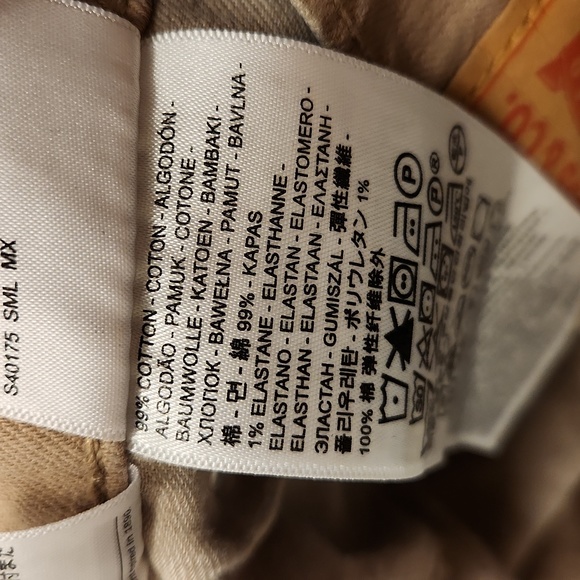 S40175 SML MX
99% COTTON - COTON - ALGODÓN -
ALGODÃO - PAMUK - COTONE -
BAUMWOLLE - KATOEN - BAMBAKI -
ХЛОПОК - BAWEŁNA - PAMUT - BAVLNA -
棉 - 면 - 綿 99% - KAPAS
1% ELASTANE - ELASTHANNE -
ELASTANO - ELASTAN - ELASTOMERO -
ELASTHAN - ELASTAAN - ΕΛΑΣΤΑΝΗ -
ЭЛАСТАН - GUMISZÁL - 彈性纖維 -
폴리우레탄 - ポリウレタン 1%
100% 棉 弹性纤维除外
P
P